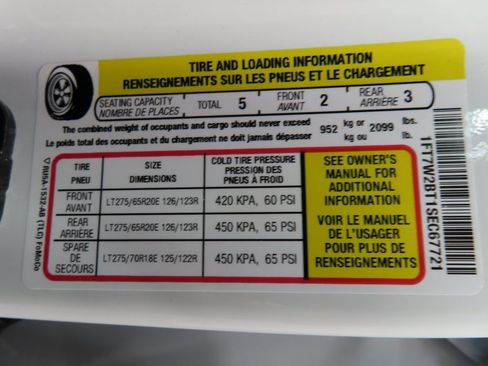 TIRE AND LOADING INFORMATION
RENSEIGNEMENTS SUR LES PNEUS ET LE CHARGEMENT
SEATING CAPACITY TOTAL 5 FRONT 2 REAR 3
NOMBRE DE PLACES AVANT ARRIÈRE
The combined weight of occupants and cargo should never exceed 952 kg or 2099 lbs.
Le poids total des occupants et du chargement ne doit jamais dépasser kg ou lb.
TIRE SIZE COLD TIRE PRESSURE
PNEU DIMENSIONS PRESSION DES PNEUS À FROID
FRONT AVANT LT275/65R20E 126/123R 420 KPA, 60 PSI
REAR ARRIÈRE LT275/65R20E 126/123R 450 KPA, 65 PSI
SPARE DE SECOURS LT275/70R18E 125/122R 450 KPA, 65 PSI
SEE OWNER'S
MANUAL FOR
ADDITIONAL
INFORMATION
VOIR LE MANUEL
DE L'USAGER
POUR PLUS DE
RENSEIGNEMENTS
RU5A-1532-AB (TLC) FoMoCo
1FT7W2BT1SEC67721